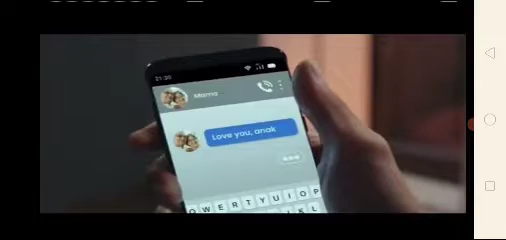 21:30
Mama
Love you, anak
Q W E R T Y U I O P
K L